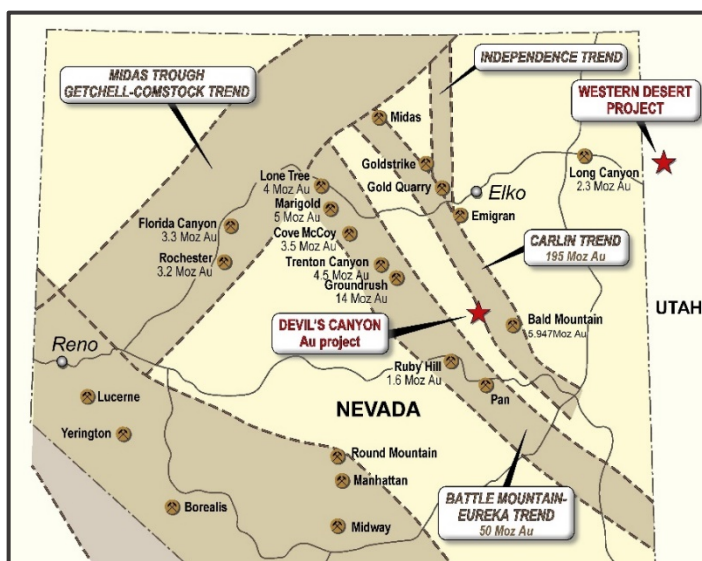 INDEPENDENCE TREND
MIDAS TROUGH
GETCHELL-COMSTOCK TREND
WESTERN DESERT
PROJECT
Midas
Goldstrike
Long Canyon
2.3 Moz Au
Lone Tree
4 Moz Au
Gold Quarry
Elko
Marigold
5 Moz Au
Emigran
Florida Canyon
3.3 Moz Au
Cove McCoy
3.5 Moz Au
CARLIN TREND
195 Moz Au
Rochester
3.2 Moz Au
Trenton Canyon
4.5 Moz Au
Groundrush
14 Moz Au
UTAH
DEVIL'S CANYON
Au project
Bald Mountain
5.947Moz Au
Reno
Ruby Hill
1.6 Moz Au
Pan
Lucerne
NEVADA
Yerington
Round Mountain
Manhattan
BATTLE MOUNTAIN-
EUREKA TREND
50 Moz Au
Borealis
Midway